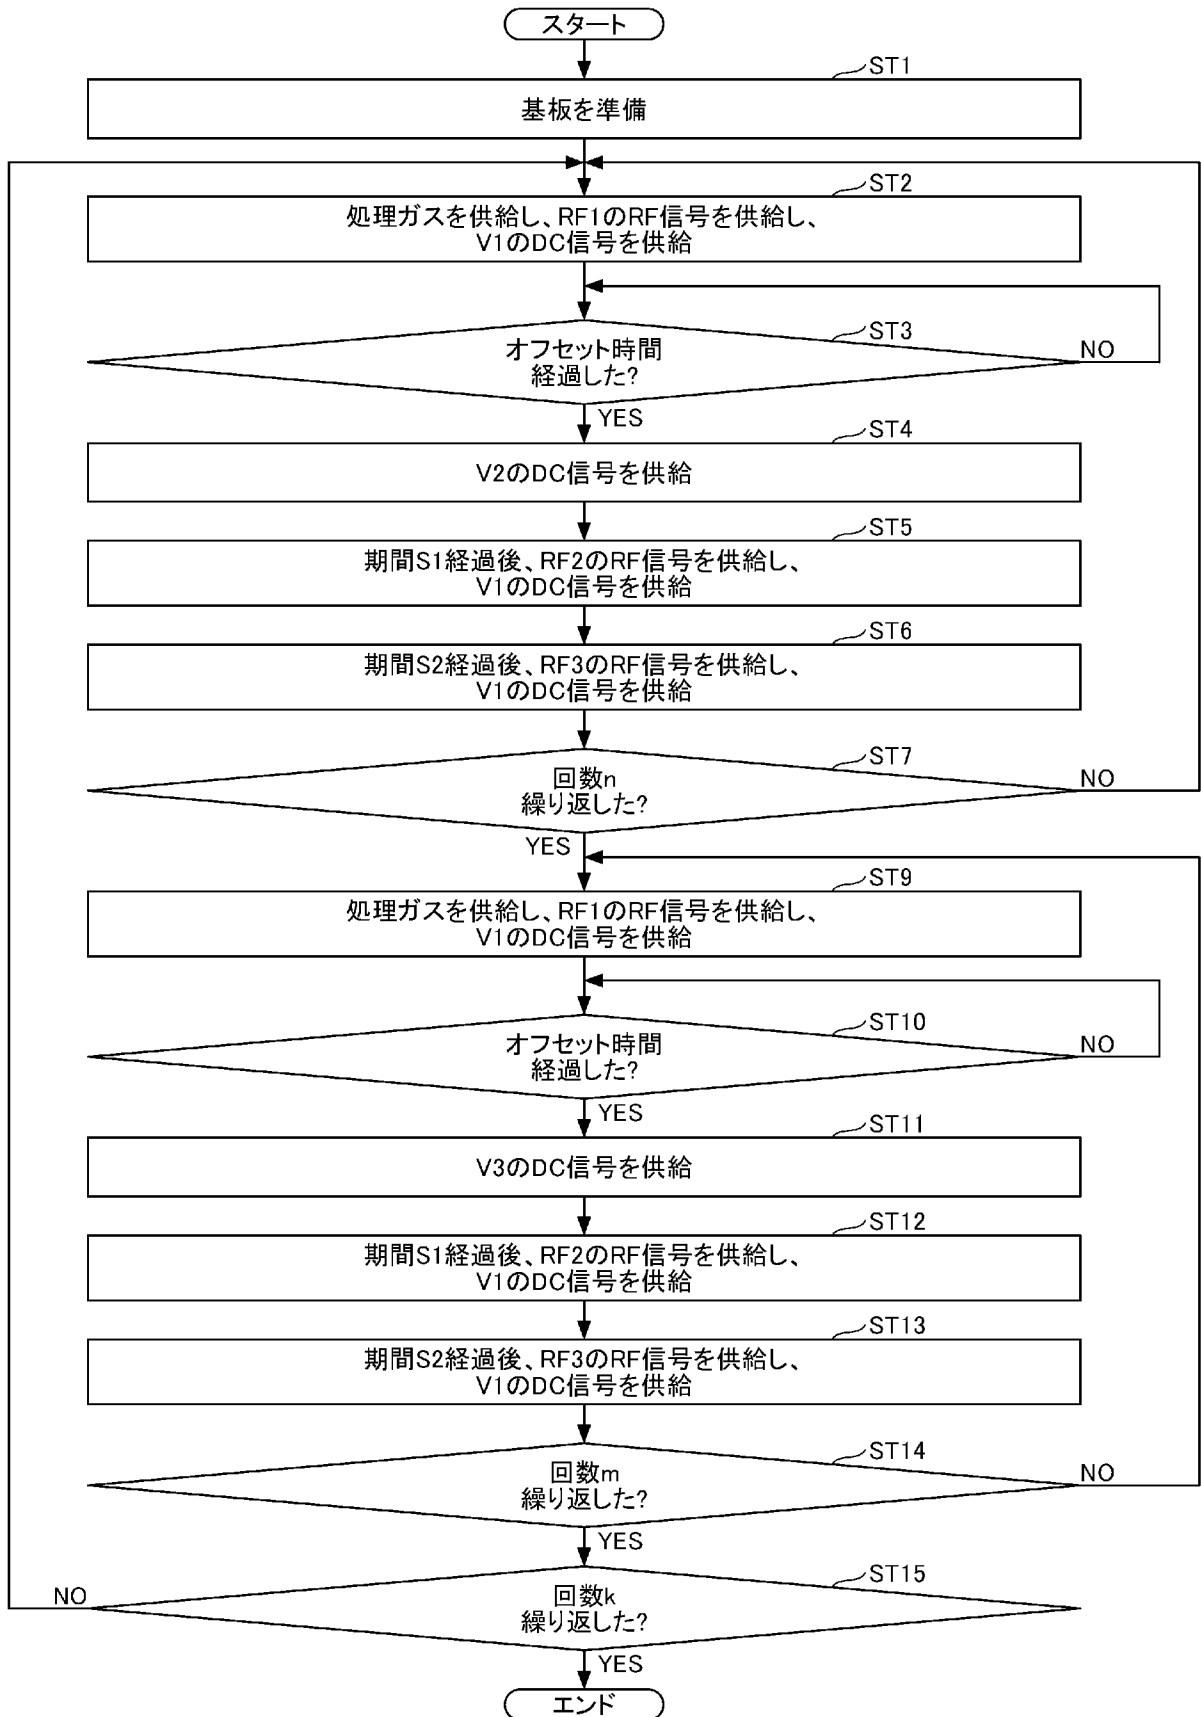 スタート
ST1
基板を準備
ST2
処理ガスを供給し、RF1のRF信号を供給し、
V1のDC信号を供給
ST3
オフセット時間
経過した?
NO
YES
ST4
V2のDC信号を供給
ST5
期間S1経過後、RF2のRF信号を供給し、
V1のDC信号を供給
ST6
期間S2経過後、RF3のRF信号を供給し、
V1のDC信号を供給
ST7
回数n
繰り返した?
NO
YES
ST9
処理ガスを供給し、RF1のRF信号を供給し、
V1のDC信号を供給
ST10
オフセット時間
経過した?
NO
YES
ST11
V3のDC信号を供給
ST12
期間S1経過後、RF2のRF信号を供給し、
V1のDC信号を供給
ST13
期間S2経過後、RF3のRF信号を供給し、
V1のDC信号を供給
ST14
回数m
繰り返した?
NO
YES
ST15
NO
回数k
繰り返した?
YES
エンド